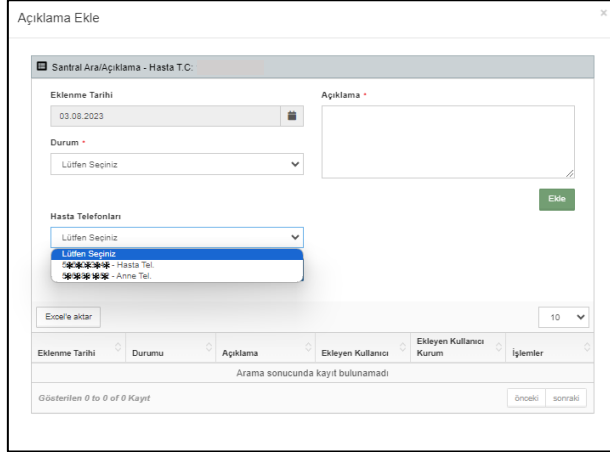 Açıklama Ekle
×
Santral Ara/Açıklama - Hasta T.C:
Eklenme Tarihi
Açıklama *
03.08.2023
Durum *
Lütfen Seçiniz
Ekle
Hasta Telefonları
Lütfen Seçiniz
Lütfen Seçiniz
- Hasta Tel.
- Anne Tel.
Excel'e aktar
10
Eklenme Tarihi Durumu Açıklama Ekleyen Kullanıcı Ekleyen Kullanıcı Kurum İşlemler
Arama sonucunda kayıt bulunamadı
Gösterilen 0 to 0 of 0 Kayıt
önceki sonraki